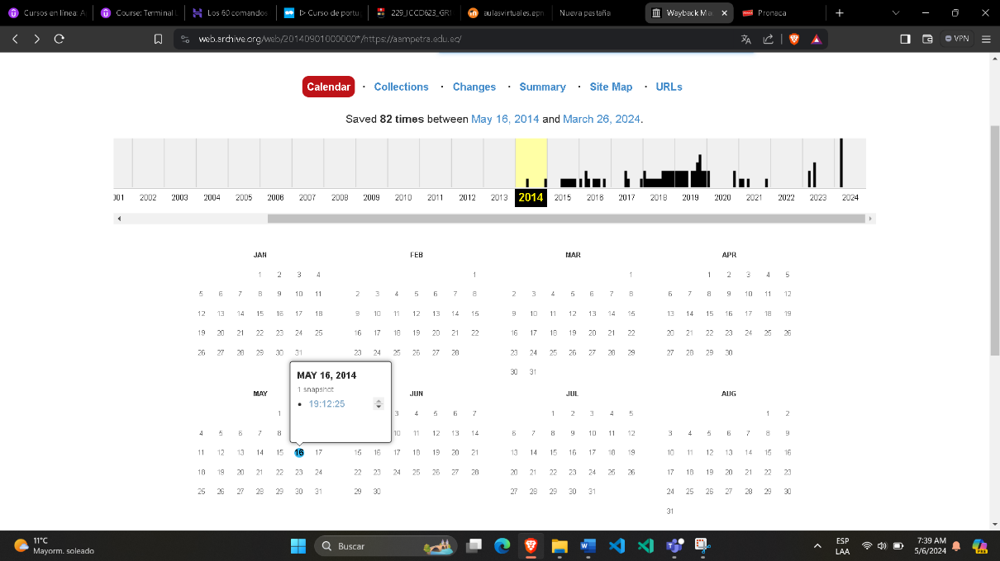 Cursos en línea: A
Course: Terminal L
Los 60 comandos
▷ Curso de portu
229_ICCD623_GR1
aulasvirtuales.epn
Nueva pestaña
Wayback Ma
Pronaca
web.archive.org/web/20140901000000*/https://aampetra.edu.ec/
VPN
Calendar · Collections · Changes · Summary · Site Map · URLs
Saved 82 times between May 16, 2014 and March 26, 2024.
2002 2003 2004 2005 2006 2007 2008 2009 2010 2011 2012 2013 2014 2015 2016 2017 2018 2019 2020 2021 2022 2023 2024
JAN FEB MAR APR
1 2 3 4 1 1 1 2 3 4 5
5 6 7 8 9 10 11 2 3 4 5 6 7 8 2 3 4 5 6 7 8 6 7 8 9 10 11 12
12 13 14 15 16 17 18 9 10 11 12 13 14 15 9 10 11 12 13 14 15 13 14 15 16 17 18 19
19 20 21 22 23 24 25 16 17 18 19 20 21 22 16 17 18 19 20 21 22 20 21 22 23 24 25 26
26 27 28 29 30 31 23 24 25 26 27 28 23 24 25 26 27 28 29 27 28 29 30
30 31
MAY 16, 2014
1 snapshot
19:12:25
MAY JUN JUL AUG
1 3 4 5 6 7 1 2 3 4 5 1 2
4 5 6 7 8 10 11 12 13 14 6 7 8 9 10 11 12 3 4 5 6 7 8 9
11 12 13 14 15 16 17 15 16 17 18 19 20 21 13 14 15 16 17 18 19 10 11 12 13 14 15 16
18 19 20 21 22 23 24 22 23 24 25 26 27 28 20 21 22 23 24 25 26 17 18 19 20 21 22 23
25 26 27 28 29 30 31 29 30 27 28 29 30 31 24 25 26 27 28 29 30
31
11°C
Mayorm. soleado
Buscar
ESP
LAA
7:39 AM
5/6/2024